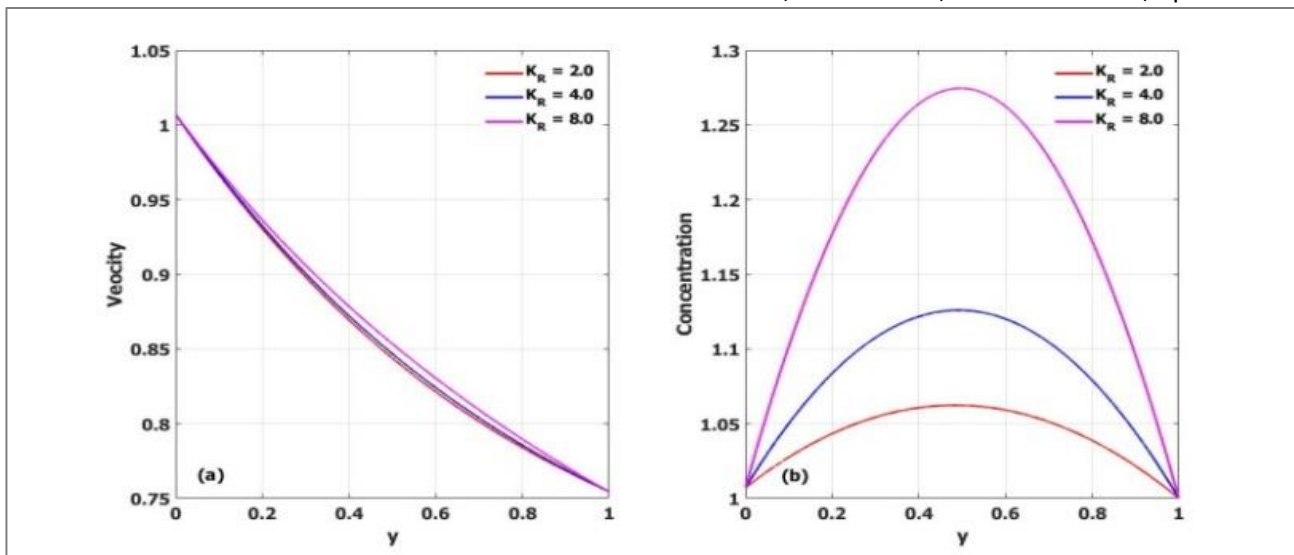 1.05
1
0.95
0.9
0.85
0.8
0.75
Veocity
K_R = 2.0
K_R = 4.0
K_R = 8.0
(a)
0 0.2 0.4 0.6 0.8 1
y
1.3
1.25
1.2
1.15
1.1
1.05
1
Concentration
K_R = 2.0
K_R = 4.0
K_R = 8.0
(b)
0 0.2 0.4 0.6 0.8 1
y